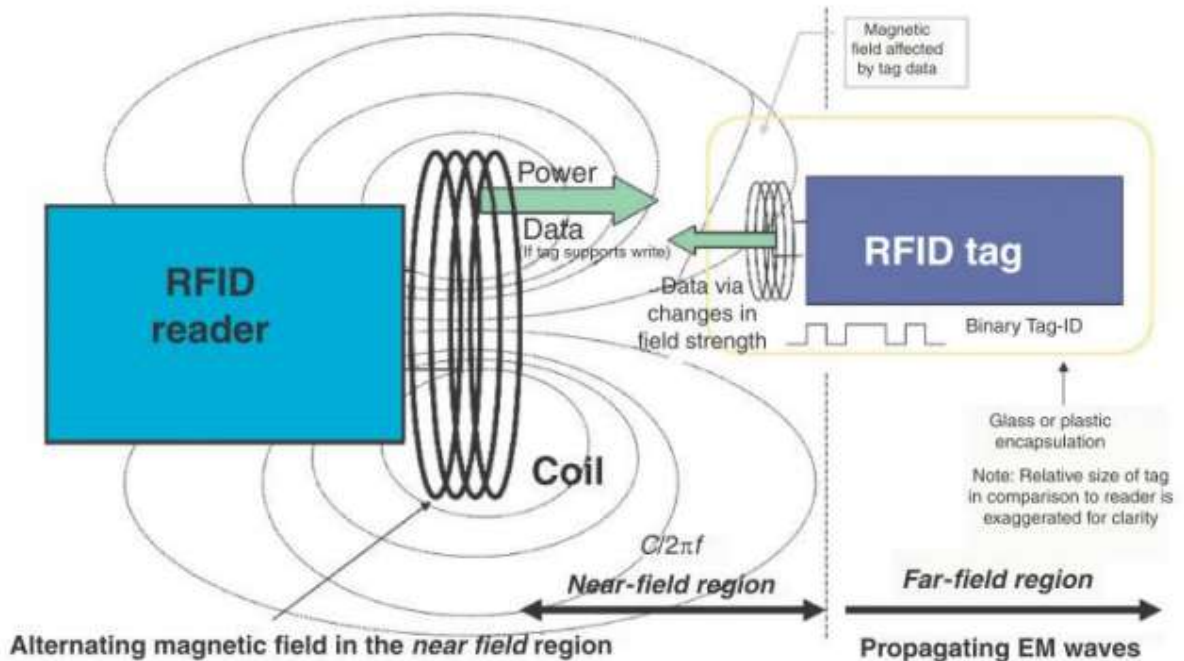 Magnetic
field affected
by tag data
Power
Data
(If tag supports write)
RFID
reader
RFID tag
Data via
changes in
field strength
Binary Tag-ID
Coil
Glass or plastic
encapsulation
Note: Relative size of tag
in comparison to reader is
exaggerated for clarity
C/2πf
Near-field region
Far-field region
Alternating magnetic field in the near field region
Propagating EM waves